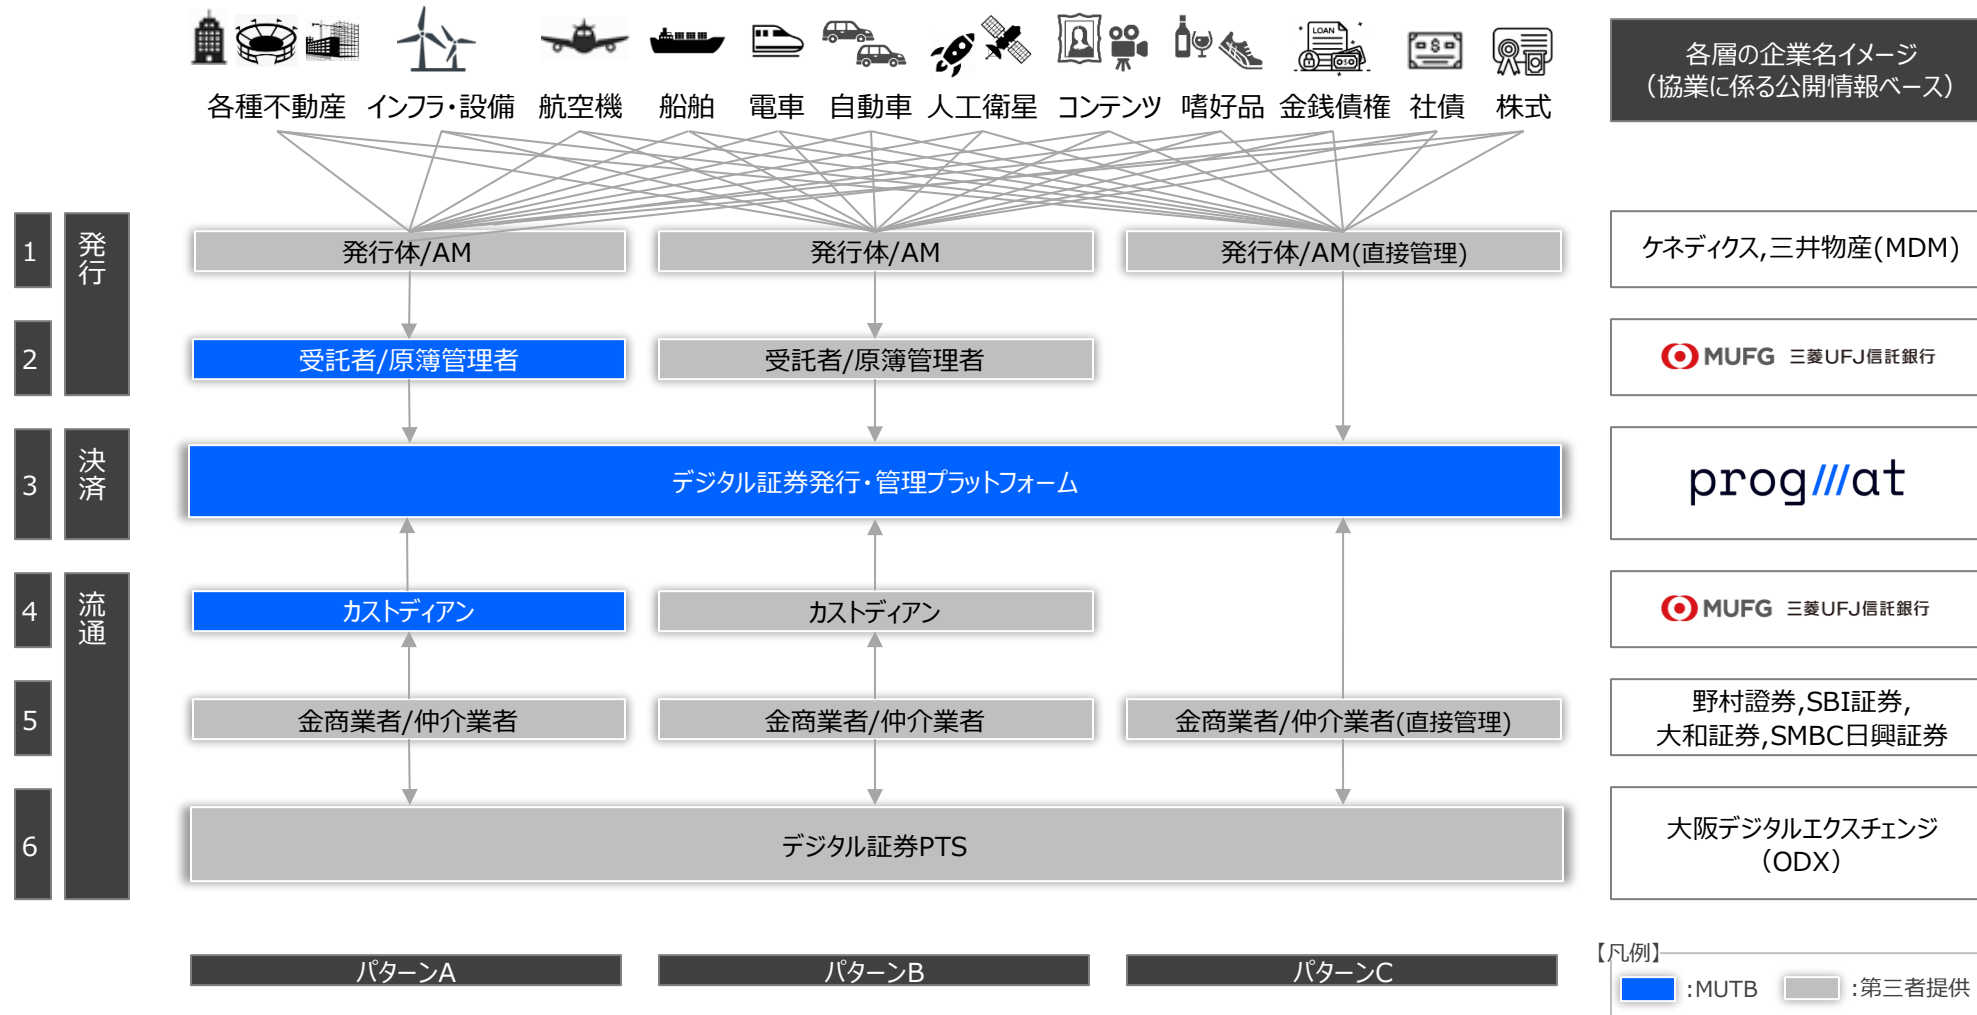 LOAN
各種不動産 インフラ・設備 航空機 船舶 電車 自動車 人工衛星 コンテンツ 嗜好品 金銭債権 社債 株式
各層の企業名イメージ
（協業に係る公開情報ベース）
1
発行
発行体/AM
発行体/AM
発行体/AM(直接管理)
ケネディクス,三井物産(MDM)
2
受託者/原簿管理者
受託者/原簿管理者
MUFG 三菱UFJ信託銀行
3
決済
デジタル証券発行・管理プラットフォーム
progmat
4
流通
カストディアン
カストディアン
MUFG 三菱UFJ信託銀行
5
金商業者/仲介業者
金商業者/仲介業者
金商業者/仲介業者(直接管理)
野村證券,SBI証券,
大和証券,SMBC日興証券
6
デジタル証券PTS
大阪デジタルエクスチェンジ
（ODX）
パターンA
パターンB
パターンC
【凡例】
:MUTB
:第三者提供